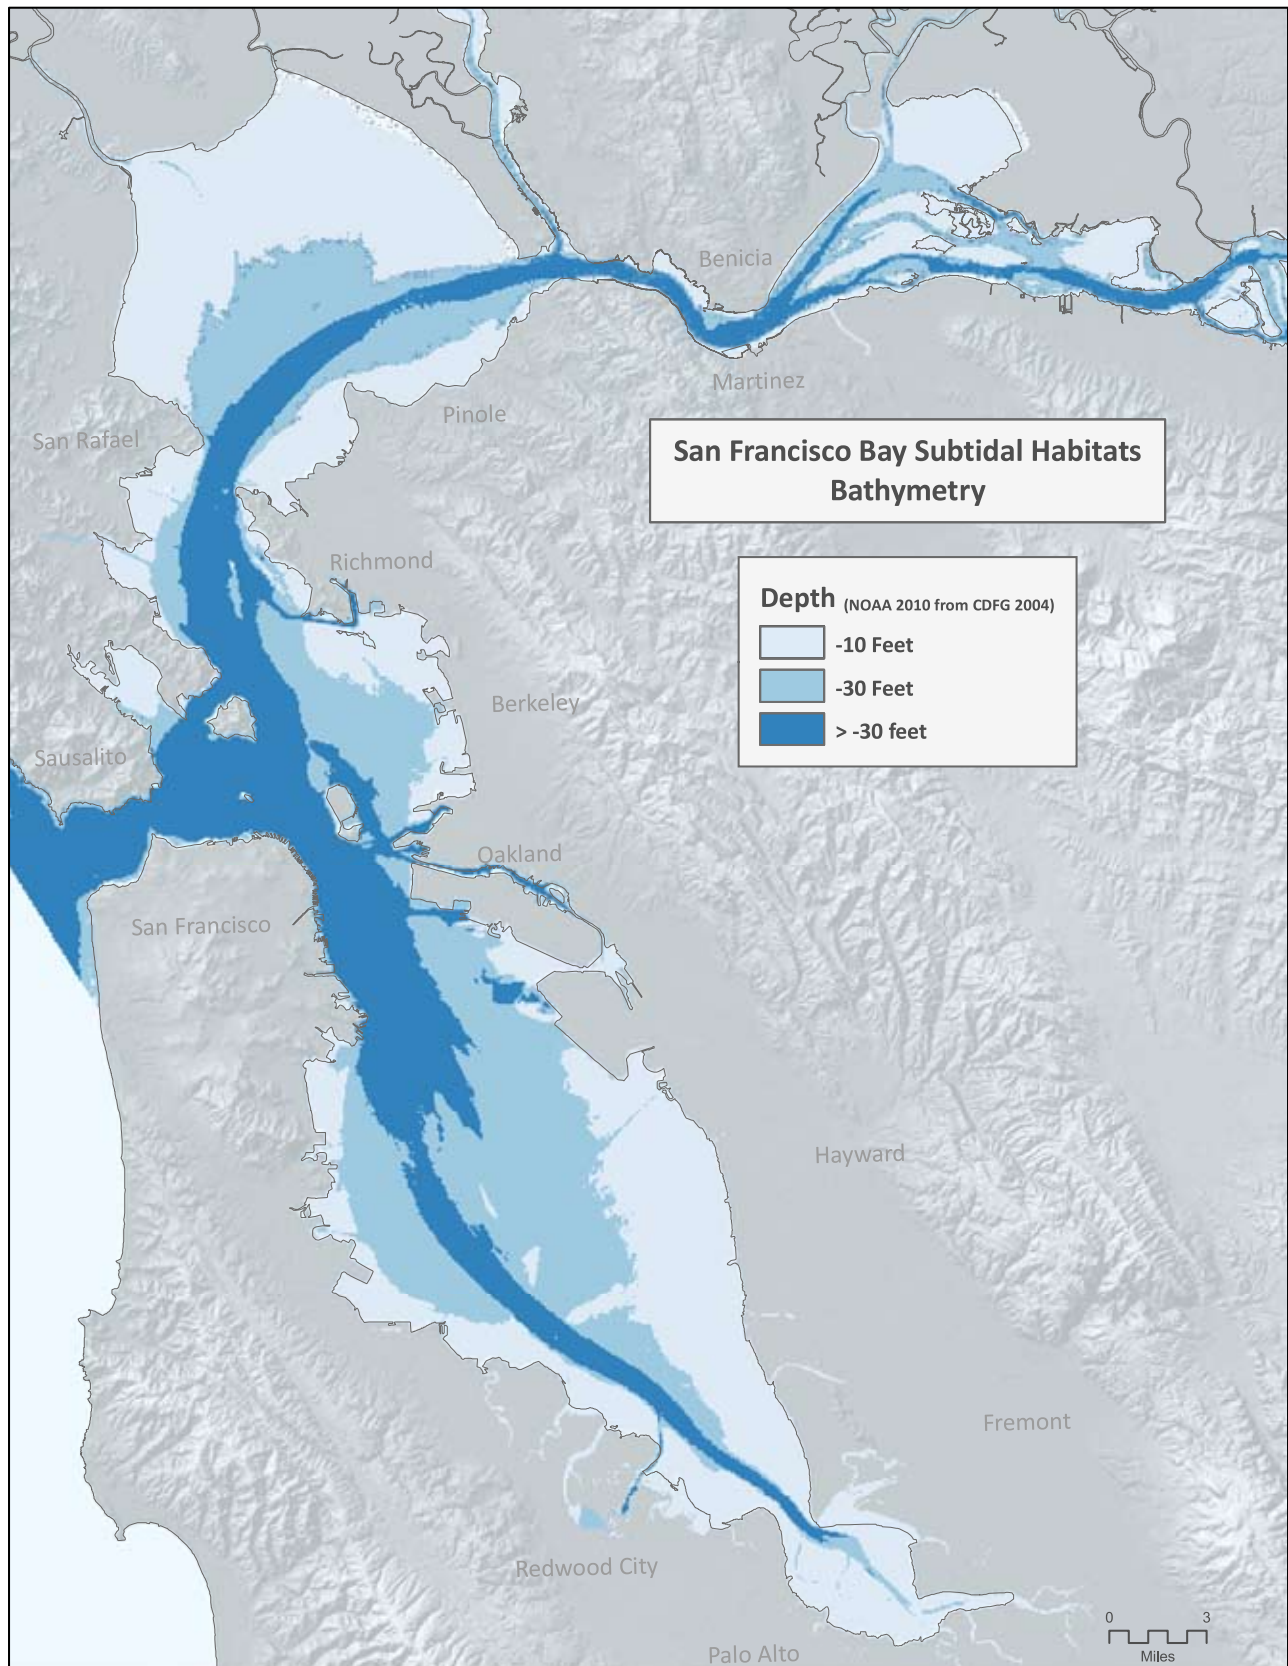 Benicia
Martinez
Pinole
San Rafael
San Francisco Bay Subtidal Habitats
Bathymetry
Richmond
Depth (NOAA 2010 from CDFG 2004)
-10 Feet
-30 Feet
> -30 feet
Berkeley
Sausalito
Oakland
San Francisco
Hayward
Fremont
Redwood City
Palo Alto
0 3
Miles